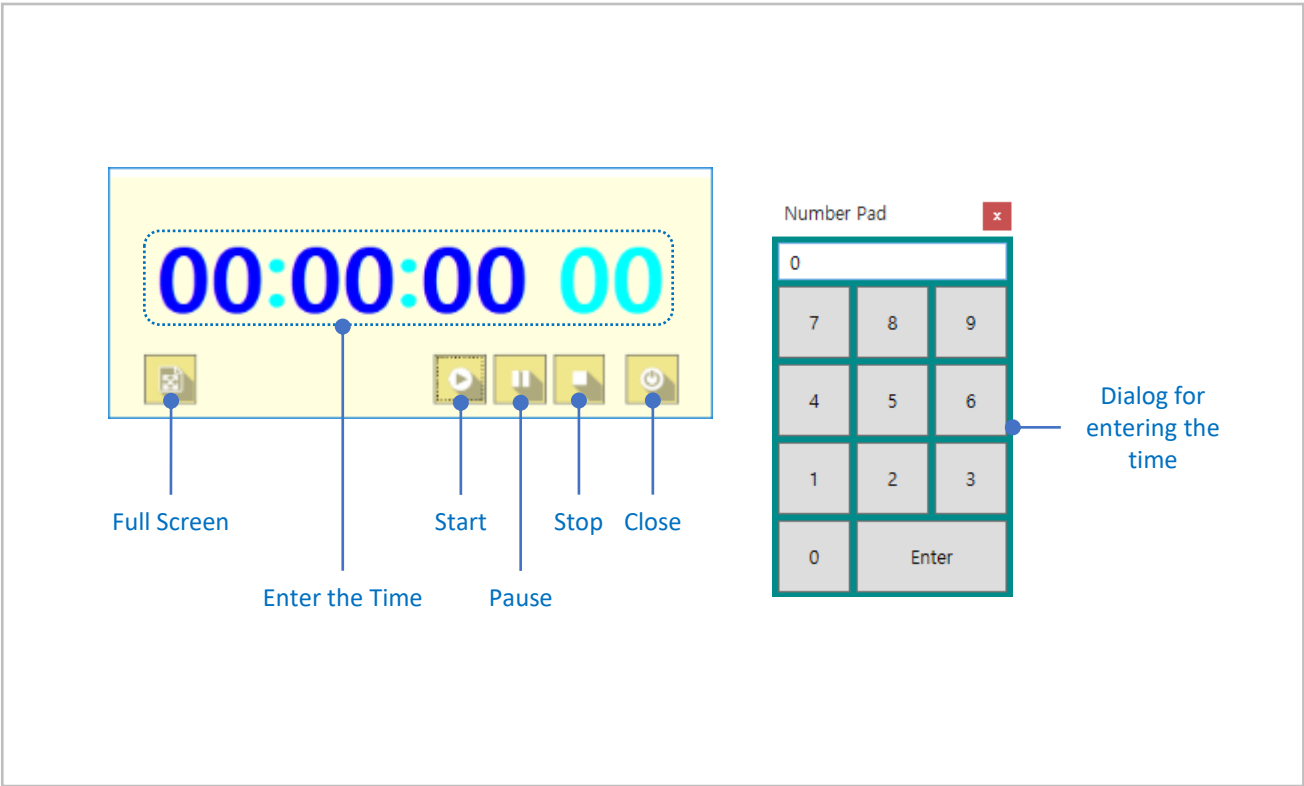 00:00:00 00
Full Screen
Start
Stop
Close
Enter the Time
Pause
Number Pad
x
0
7
8
9
4
5
6
1
2
3
0
Enter
Dialog for
entering the
time